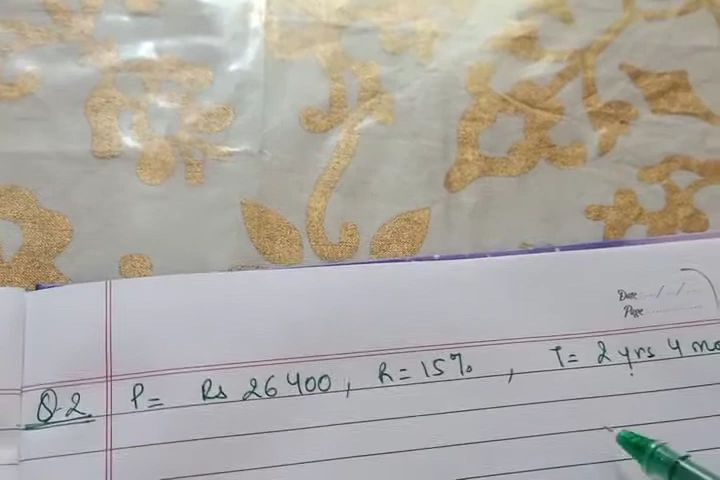 Date ../../..
Page
Q.2. P = Rs 26400, R = 15%, T = 2 yrs 4 mo